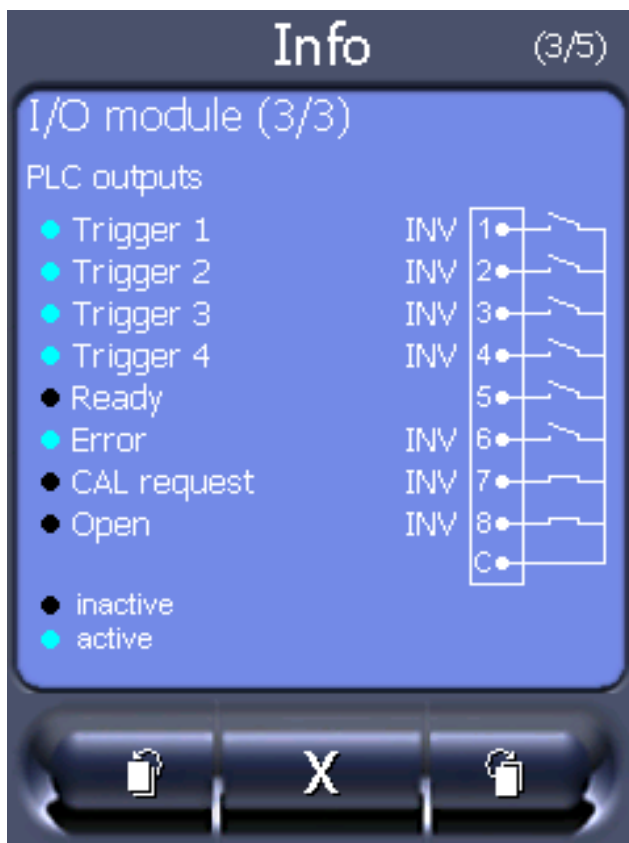 Info (3/5)
I/O module (3/3)
PLC outputs
Trigger 1 INV 1
Trigger 2 INV 2
Trigger 3 INV 3
Trigger 4 INV 4
Ready 5
Error INV 6
CAL request INV 7
Open INV 8
C
inactive
active
X